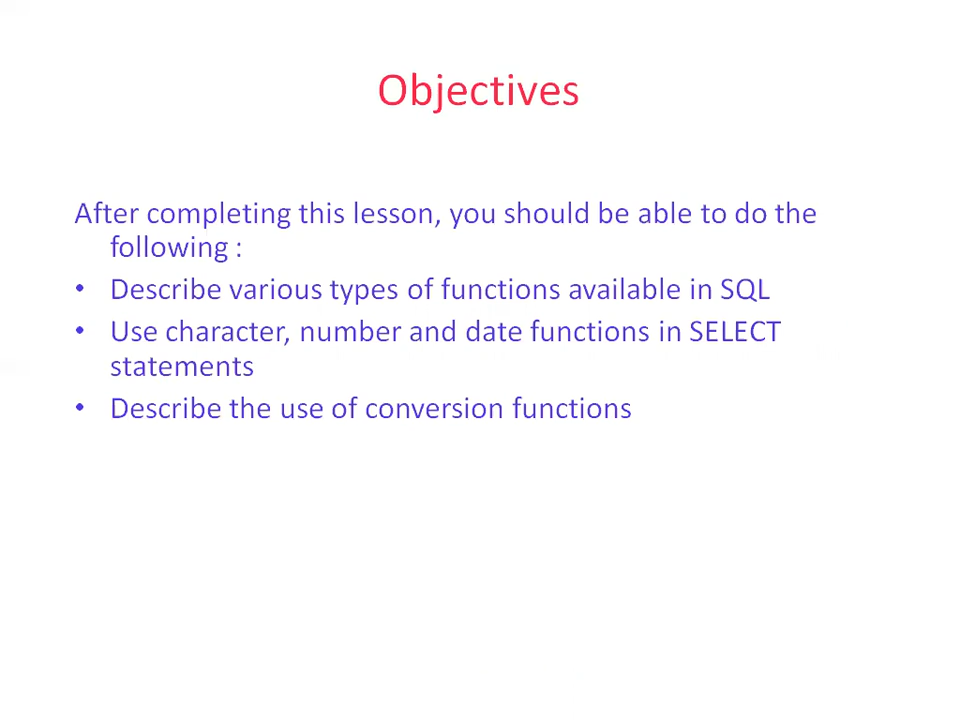 Objectives
After completing this lesson, you should be able to do the
following :
• Describe various types of functions available in SQL
• Use character, number and date functions in SELECT
statements
• Describe the use of conversion functions